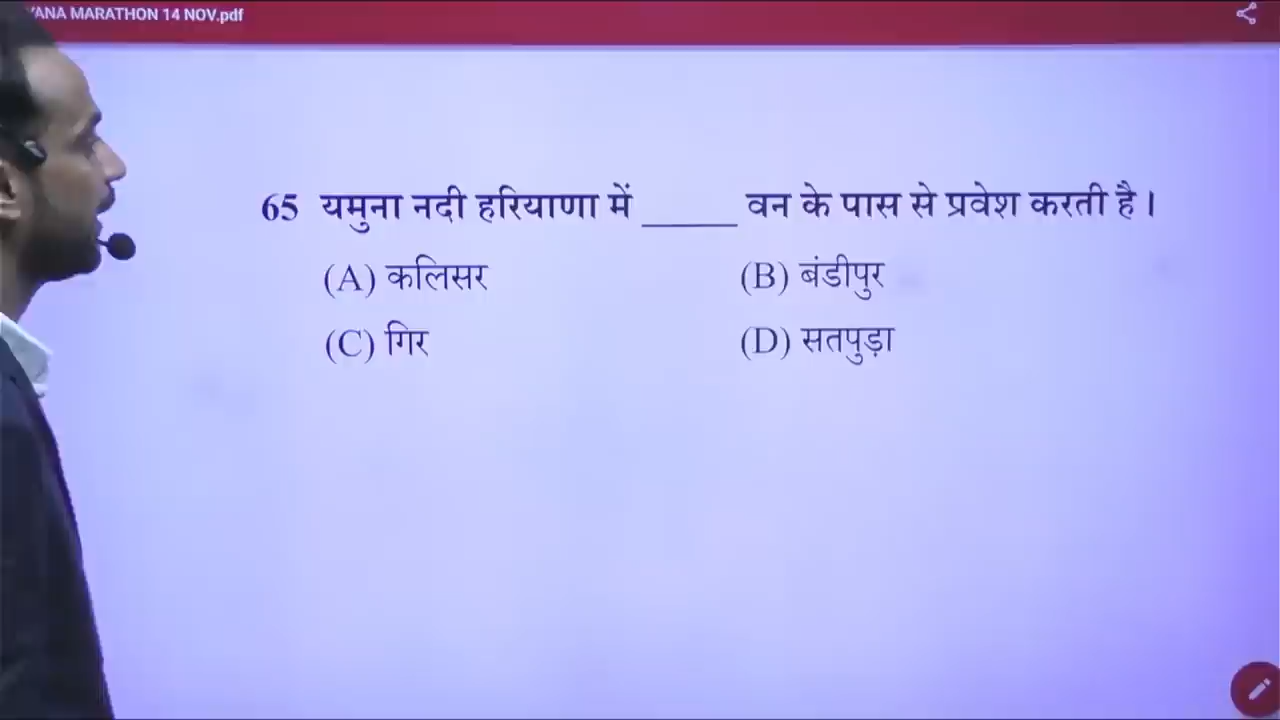 YANA MARATHON 14 NOV.pdf
65 यमुना नदी हरियाणा में _____ वन के पास से प्रवेश करती है।
(A) कलिसर (B) बंडीपुर
(C) गिर (D) सतपुड़ा